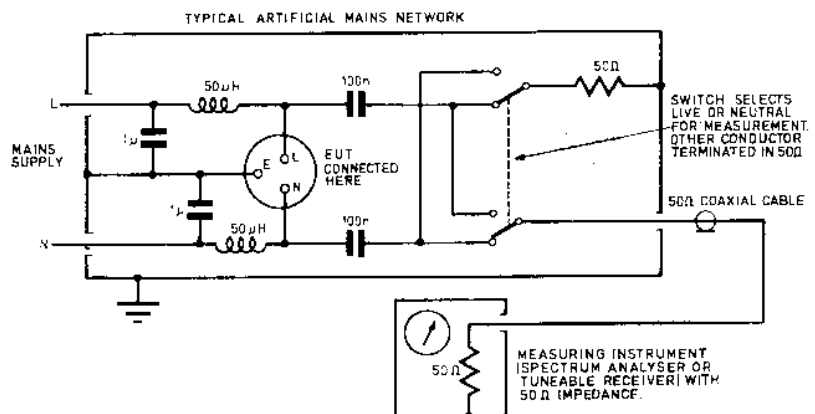 TYPICAL ARTIFICIAL MAINS NETWORK
50µH
100n
50Ω
L
1µ
MAINS
SUPPLY
E
L
N
EUT
CONNECTED
HERE
SWITCH SELECTS
LIVE OR NEUTRAL
FOR MEASUREMENT.
OTHER CONDUCTOR
TERMINATED IN 50Ω
1µ
50µH
100n
N
50Ω COAXIAL CABLE
50Ω
MEASURING INSTRUMENT
(SPECTRUM ANALYSER OR
TUNEABLE RECEIVER) WITH
50Ω IMPEDANCE.